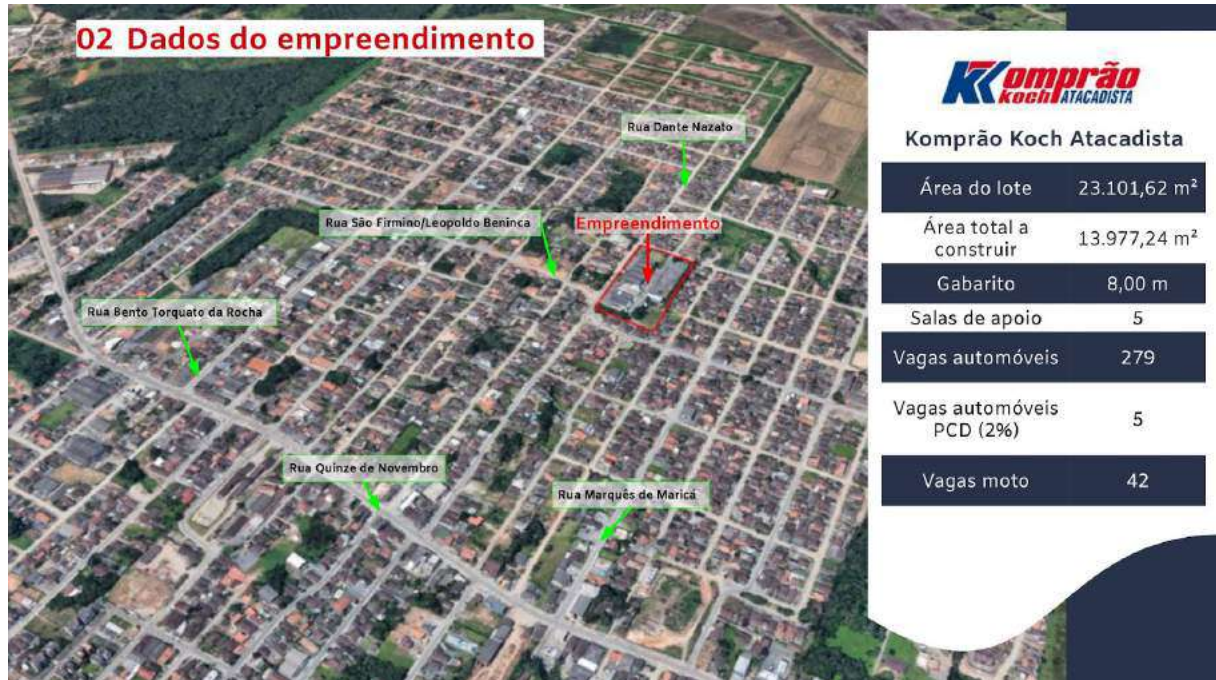 02 Dados do empreendimento
Rua Dante Nazato
Rua São Firmino/Leopoldo Beninca
Empreendimento
Rua Bento Torquato da Rocha
Rua Quinze de Novembro
Rua Marquês de Maricá
Komprão
Koch ATACADISTA
Komprão Koch Atacadista
Área do lote 23.101,62 m²
Área total a
construir 13.977,24 m²
Gabarito 8,00 m
Salas de apoio 5
Vagas automóveis 279
Vagas automóveis
PCD (2%) 5
Vagas moto 42